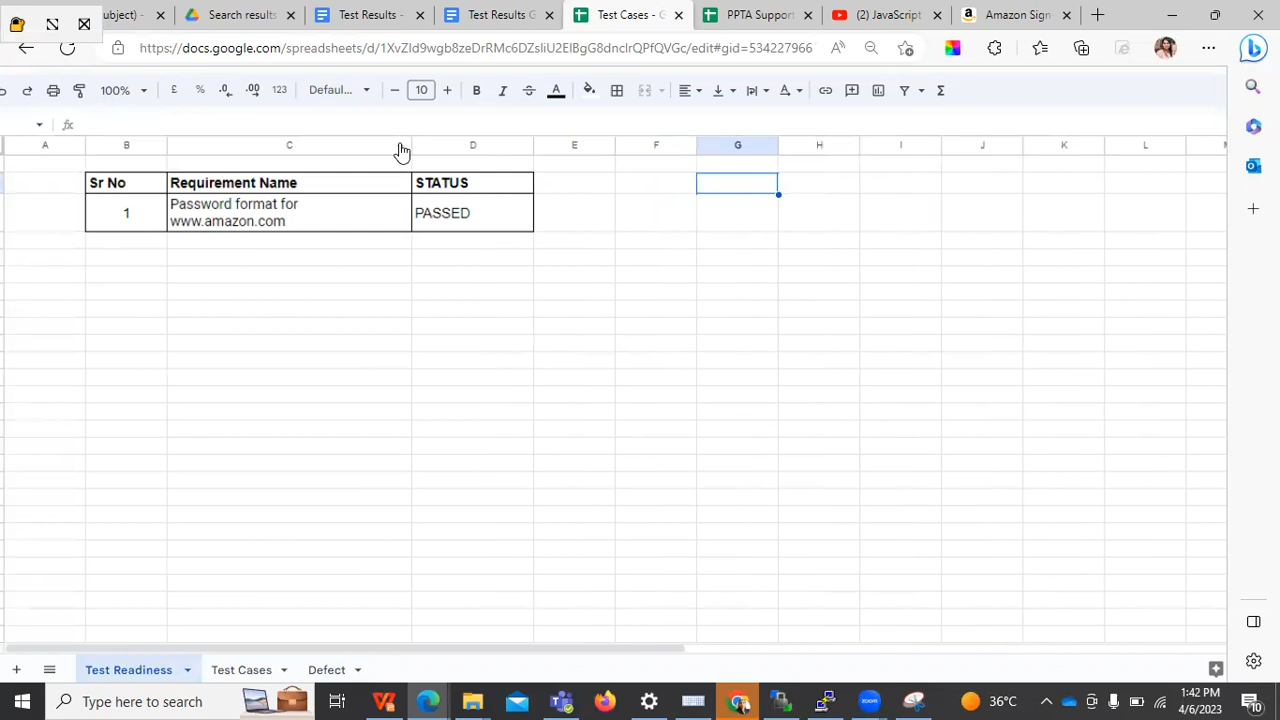 ubject)
Search results
Test Results -
Test Results G
Test Cases - G
PPTA Support
(2) JavaScript
Amazon Sign
https://docs.google.com/spreadsheets/d/1XvZId9wgb8zeDrRMc6DZsliU2ElBgG8dnclrQPfQVGc/edit#gid=534227966
100% £ % .0 .00 123 Defaul... 10 B I A
fx
A B C D E F G H I J K L M
Sr No Requirement Name STATUS
1 Password format for
www.amazon.com PASSED
Test Readiness Test Cases Defect
Type here to search
36°C
1:42 PM
4/6/2023
10